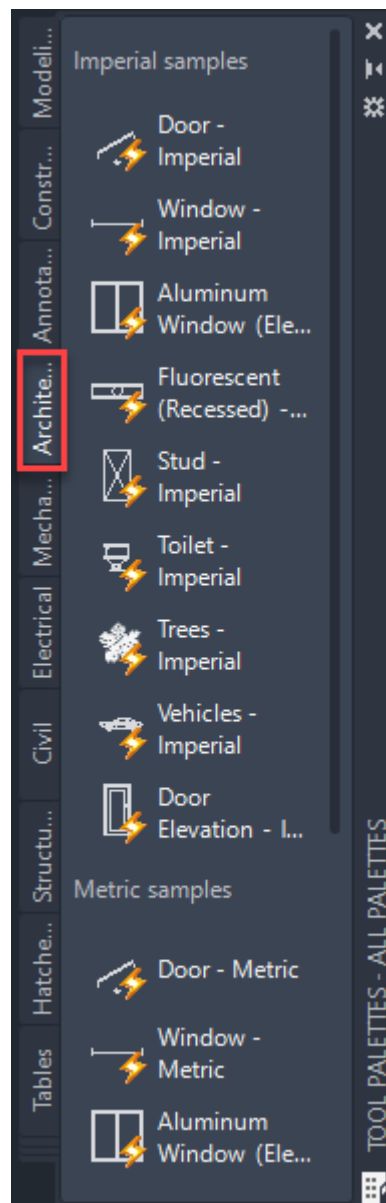 Modeli...
Constr...
Annota...
Archite...
Mecha...
Electrical
Civil
Structu...
Hatche...
Tables
Imperial samples
Door -
Imperial
Window -
Imperial
Aluminum
Window (Ele...
Fluorescent
(Recessed) -...
Stud -
Imperial
Toilet -
Imperial
Trees -
Imperial
Vehicles -
Imperial
Door
Elevation - I...
Metric samples
Door - Metric
Window -
Metric
Aluminum
Window (Ele...
TOOL PALETTES - ALL PALETTES